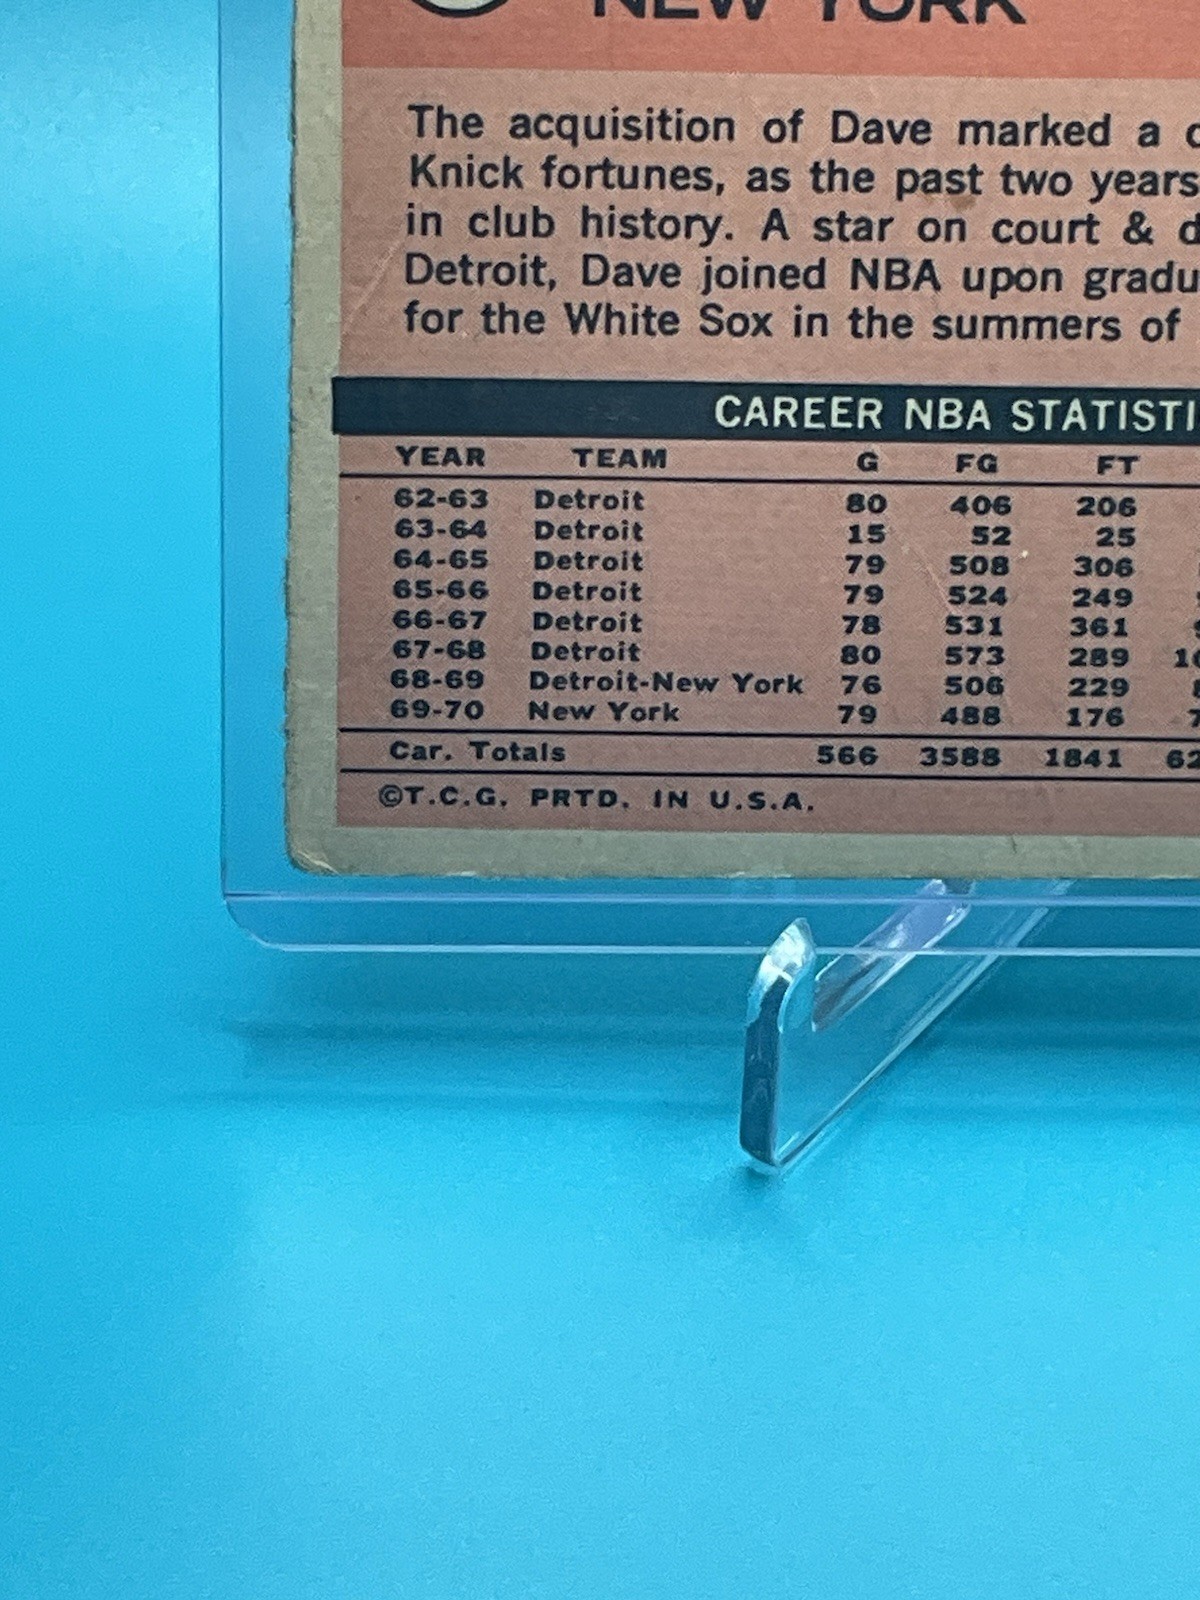 NEW YORK
The acquisition of Dave marked a
Knick fortunes, as the past two years
in club history. A star on court &
Detroit, Dave joined NBA upon
for the White Sox in the summers of
CAREER NBA
YEAR TEAM G FG FT
62-63 Detroit 80 406 206
63-64 Detroit 15 52 25
64-65 Detroit 79 508 306
65-66 Detroit 79 524 249
66-67 Detroit 78 531 361
67-68 Detroit 80 573 289
68-69 Detroit-New York 76 506 229
69-70 New York 79 488 176
Car. Totals 566 3588 1841
©T.C.G. PRTD. IN U.S.A.